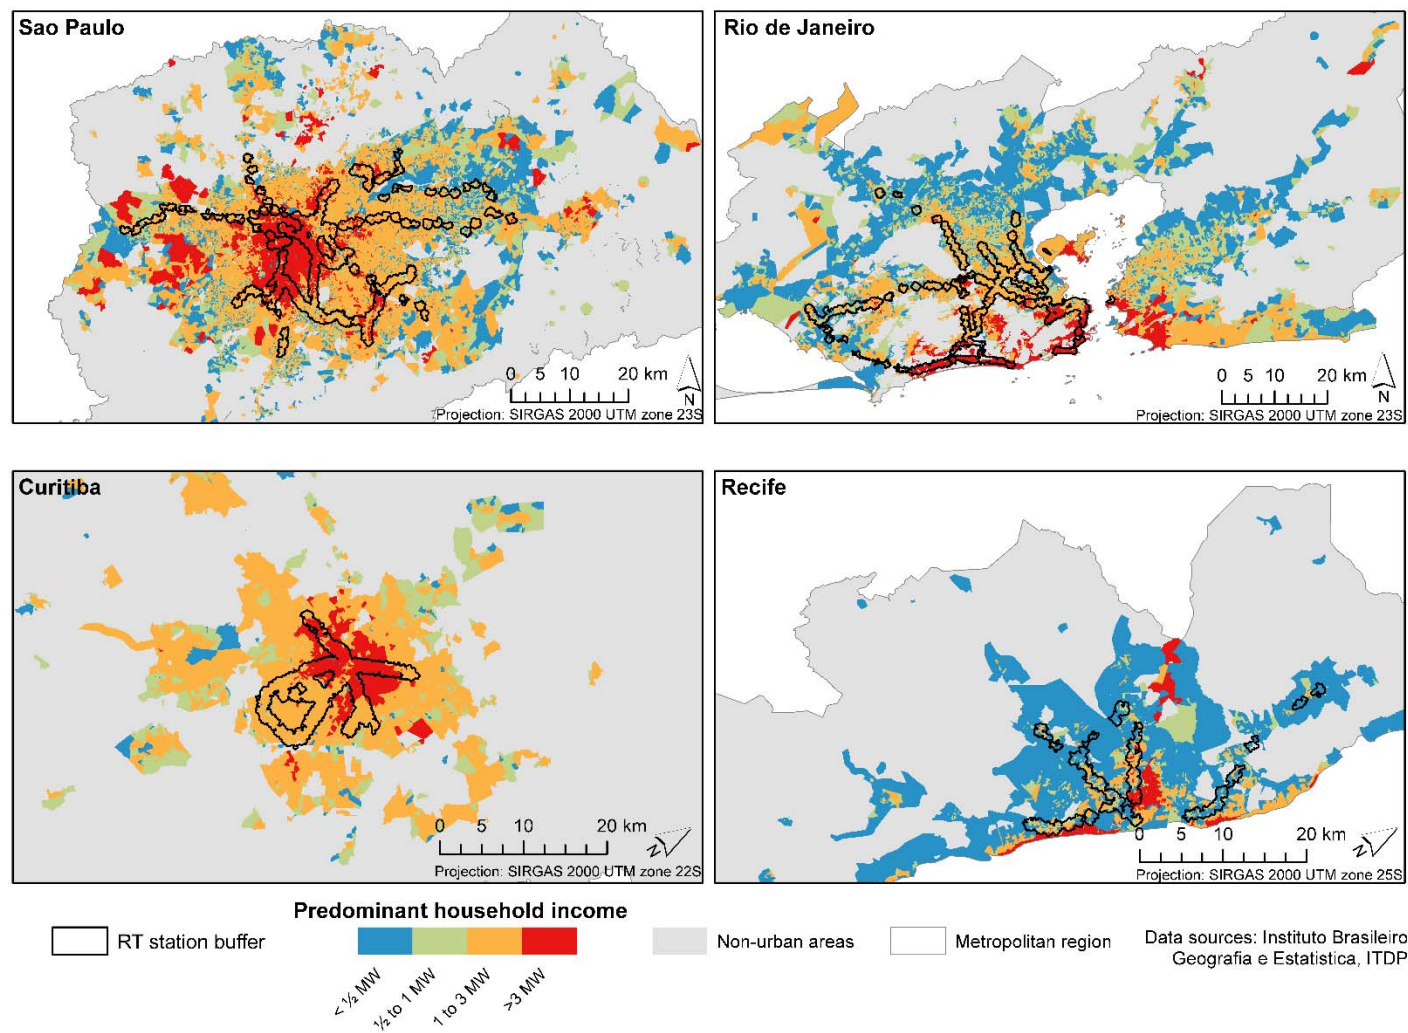 Sao Paulo
0 5 10 20 km
N
Projection: SIRGAS 2000 UTM zone 23S
Rio de Janeiro
0 5 10 20 km
N
Projection: SIRGAS 2000 UTM zone 23S
Curitiba
0 5 10 20 km
N
Projection: SIRGAS 2000 UTM zone 22S
Recife
0 5 10 20 km
N
Projection: SIRGAS 2000 UTM zone 25S
Predominant household income
RT station buffer
< ½ MW
½ to 1 MW
1 to 3 MW
>3 MW
Non-urban areas
Metropolitan region
Data sources: Instituto Brasileiro
Geografia e Estatistica, ITDP